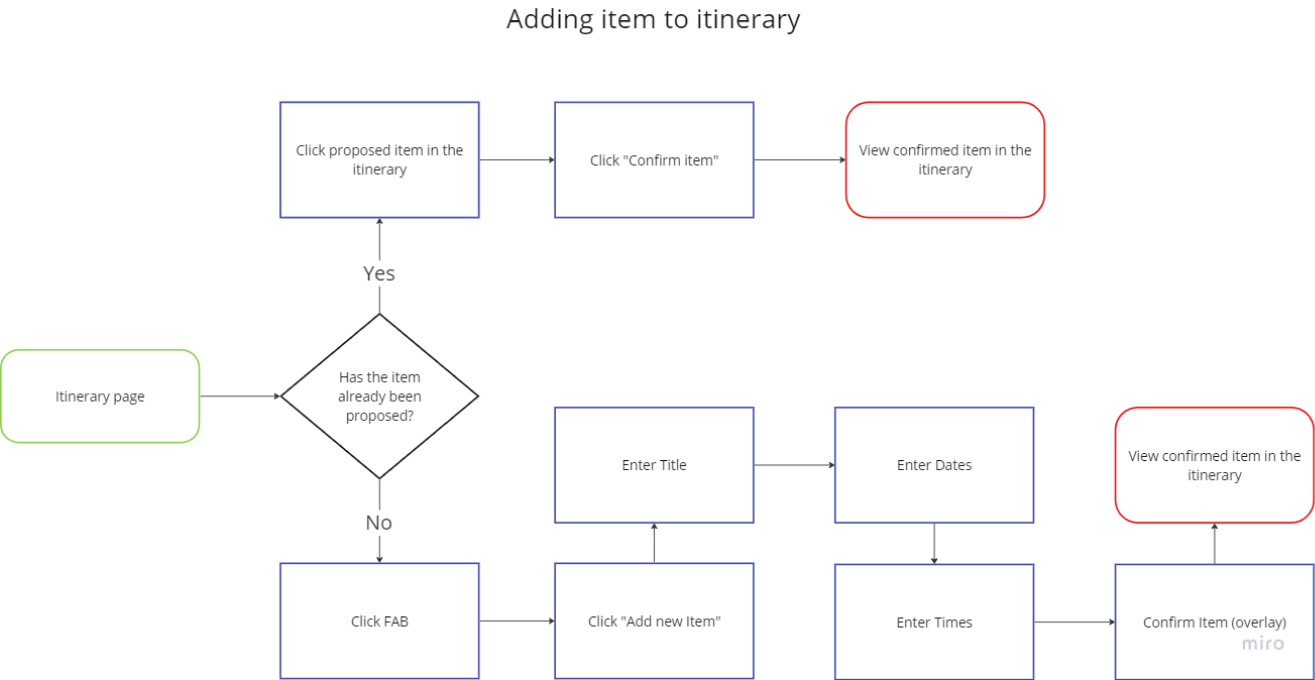 Adding item to itinerary
Click proposed item in the
itinerary
Click "Confirm item"
View confirmed item in the
itinerary
Yes
Itinerary page
Has the item
already been
proposed?
No
Click FAB
Click "Add new Item"
Enter Title
Enter Dates
Enter Times
Confirm Item (overlay)
View confirmed item in the
itinerary
miro